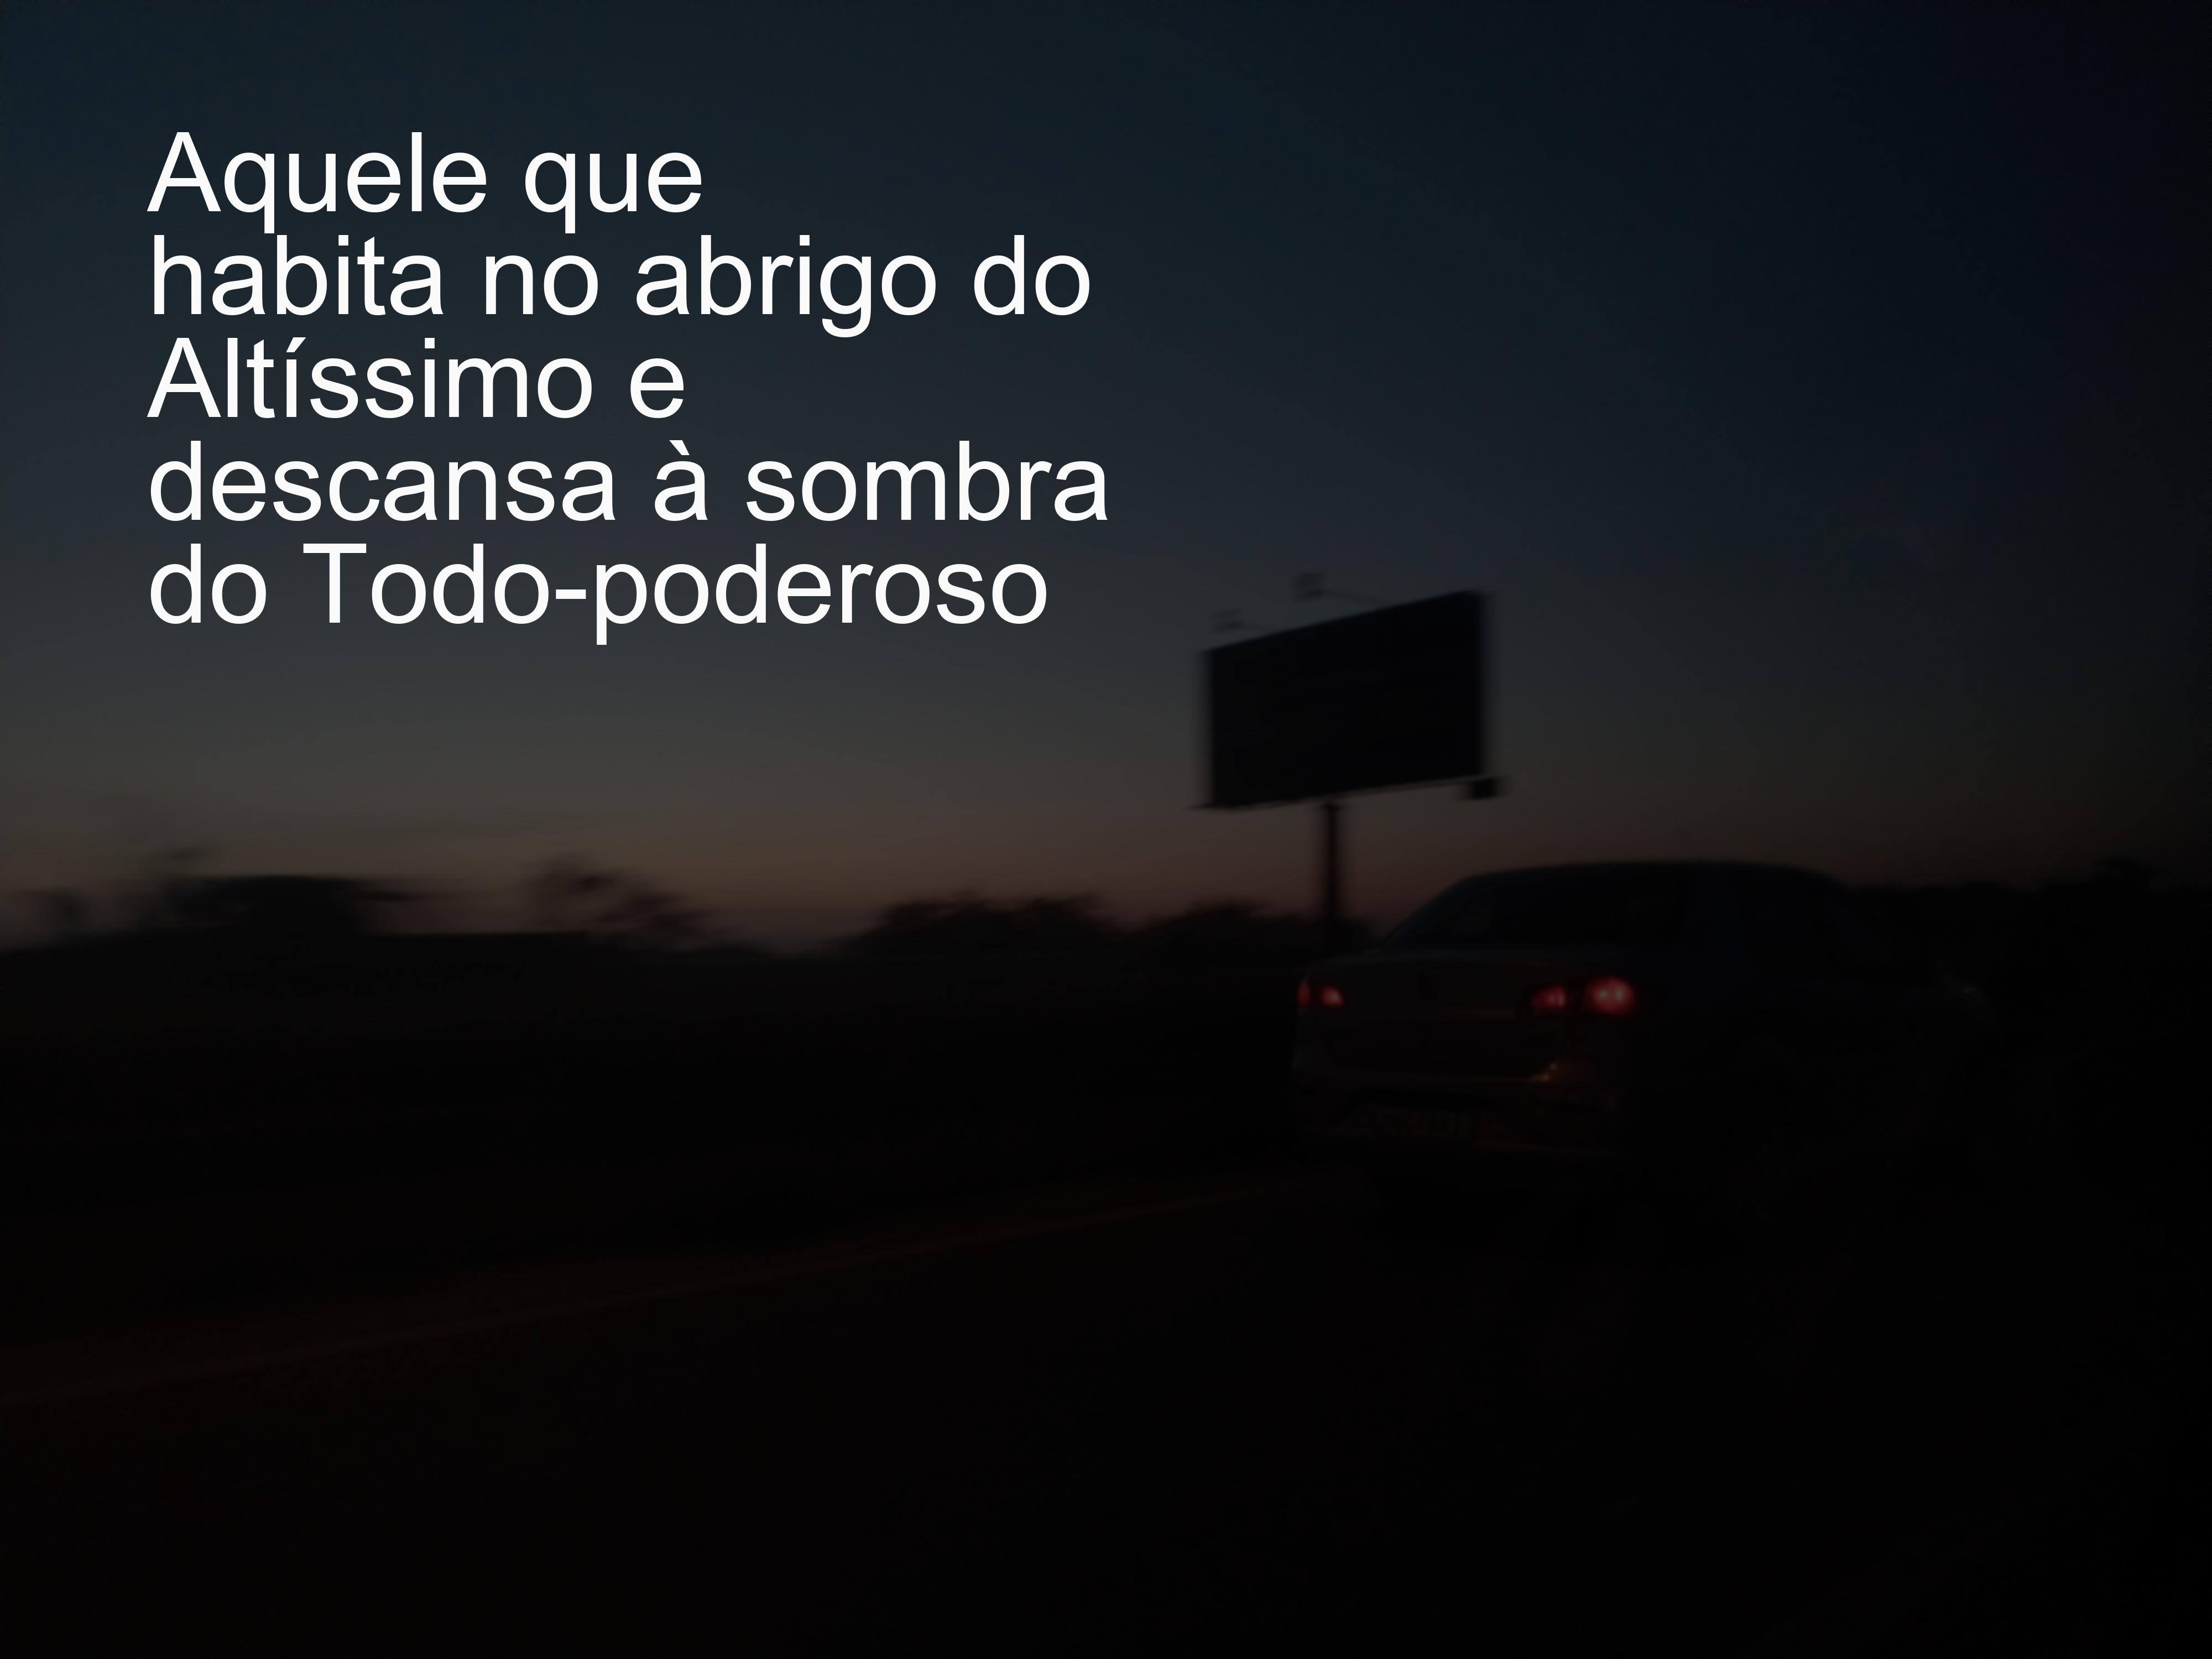 Aquele que
habita no abrigo do
Altíssimo e
descansa à sombra
do Todo-poderoso